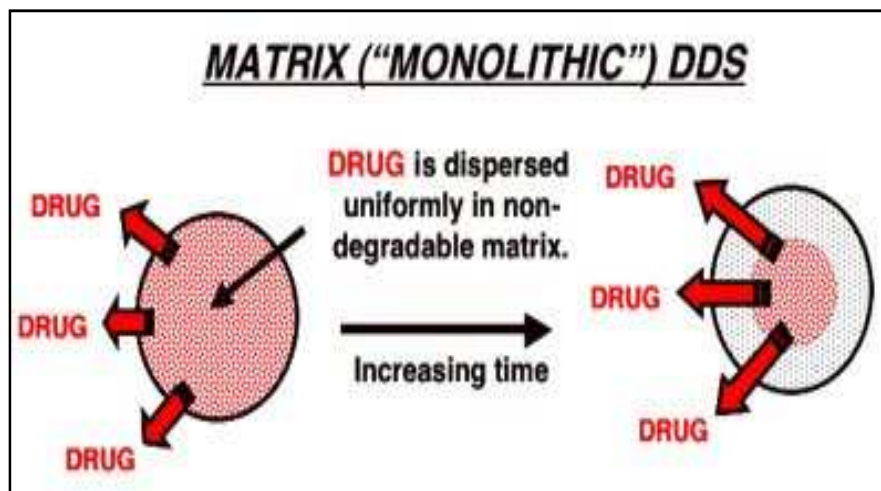 MATRIX ("MONOLITHIC") DDS
DRUG is dispersed
uniformly in non-
degradable matrix.
DRUG
DRUG
DRUG
Increasing time
DRUG
DRUG
DRUG